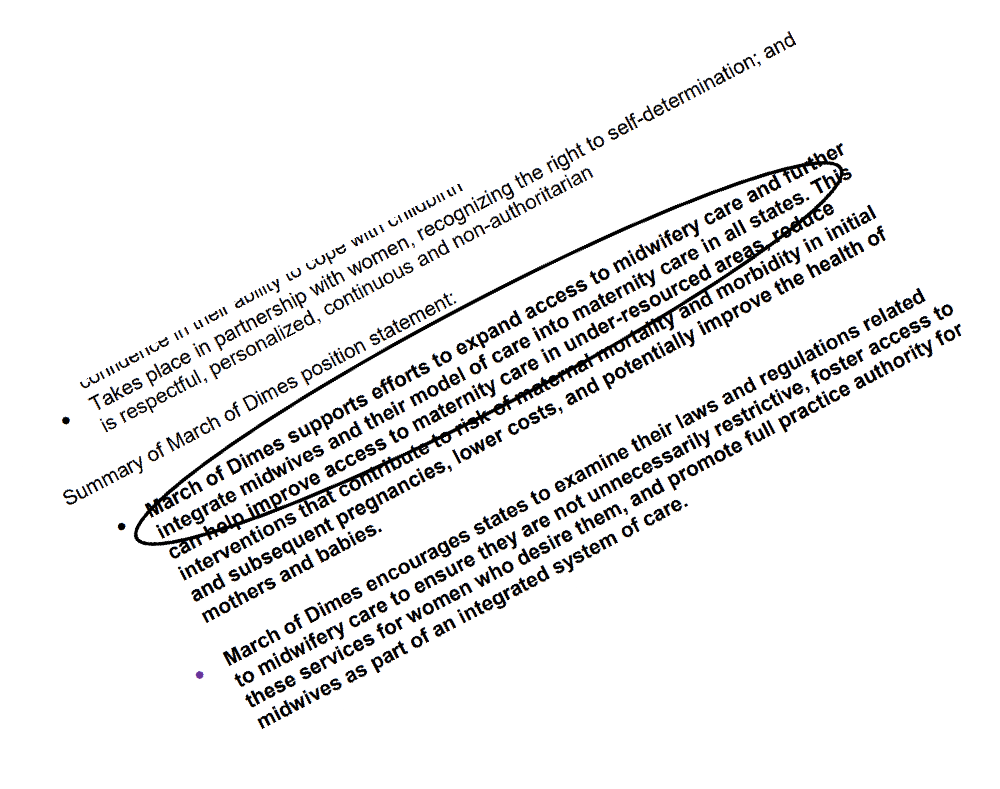 confidence in their ability to cope with childbirth
• Takes place in partnership with women, recognizing the right to self-determination; and
is respectful, personalized, continuous and non-authoritarian
Summary of March of Dimes position statement:
• March of Dimes supports efforts to expand access to midwifery care and further
integrate midwives and their model of care into maternity care in all states. This
can help improve access to maternity care in under-resourced areas, reduce
interventions that contribute to risk of maternal mortality and morbidity in initial
and subsequent pregnancies, lower costs, and potentially improve the health of
mothers and babies.
• March of Dimes encourages states to examine their laws and regulations related
to midwifery care to ensure they are not unnecessarily restrictive, foster access to
these services for women who desire them, and promote full practice authority for
midwives as part of an integrated system of care.